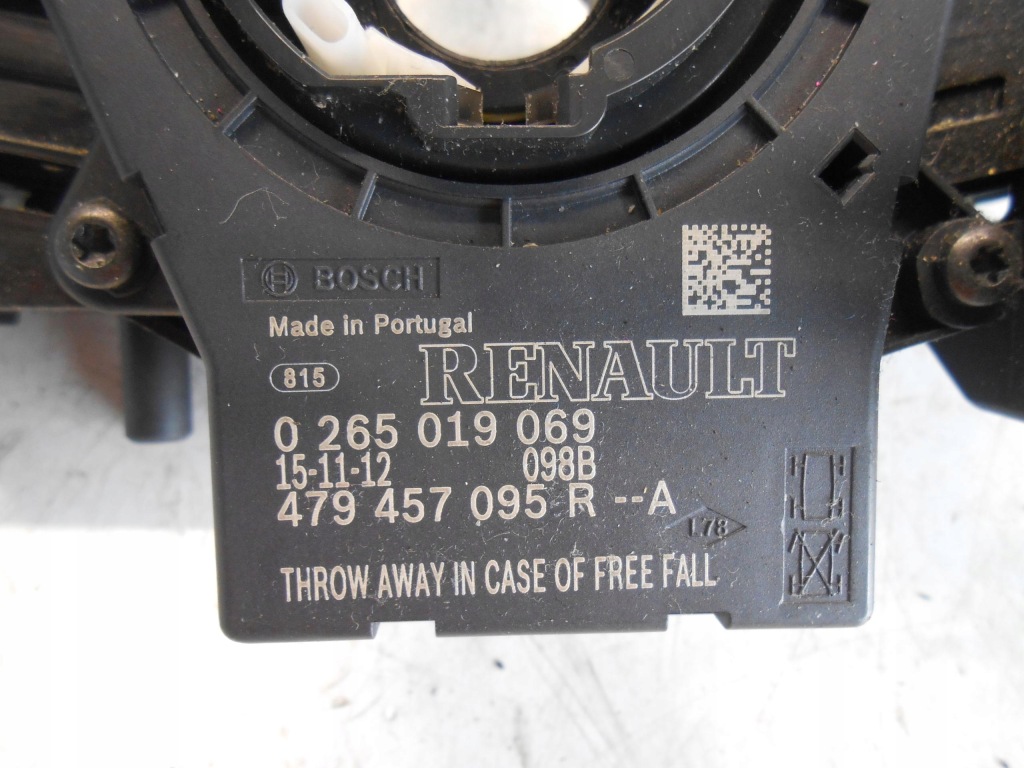 BOSCH
Made in Portugal
815
RENAULT
0 265 019 069
15-11-12 098B
479 457 095 R --A
L78
THROW AWAY IN CASE OF FREE FALL